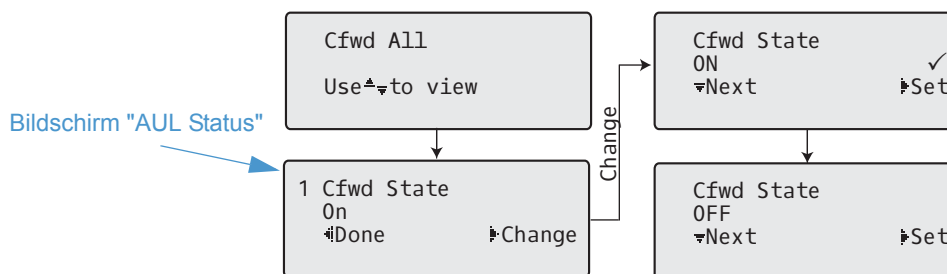 Cfwd All
Use▲▼to view
Bildschirm "AUL Status"
1 Cfwd State
On
◀Done ▶Change
Change
Cfwd State
ON ✓
▼Next ▶Set
Cfwd State
OFF
▼Next ▶Set